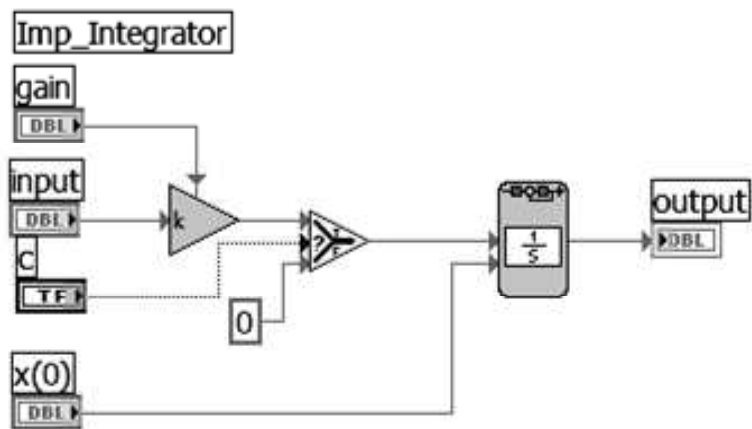 Imp_Integrator
gain
DBL
input
DBL
k
C
TF
?
T
F
0
1
S
output
DBL
x(0)
DBL